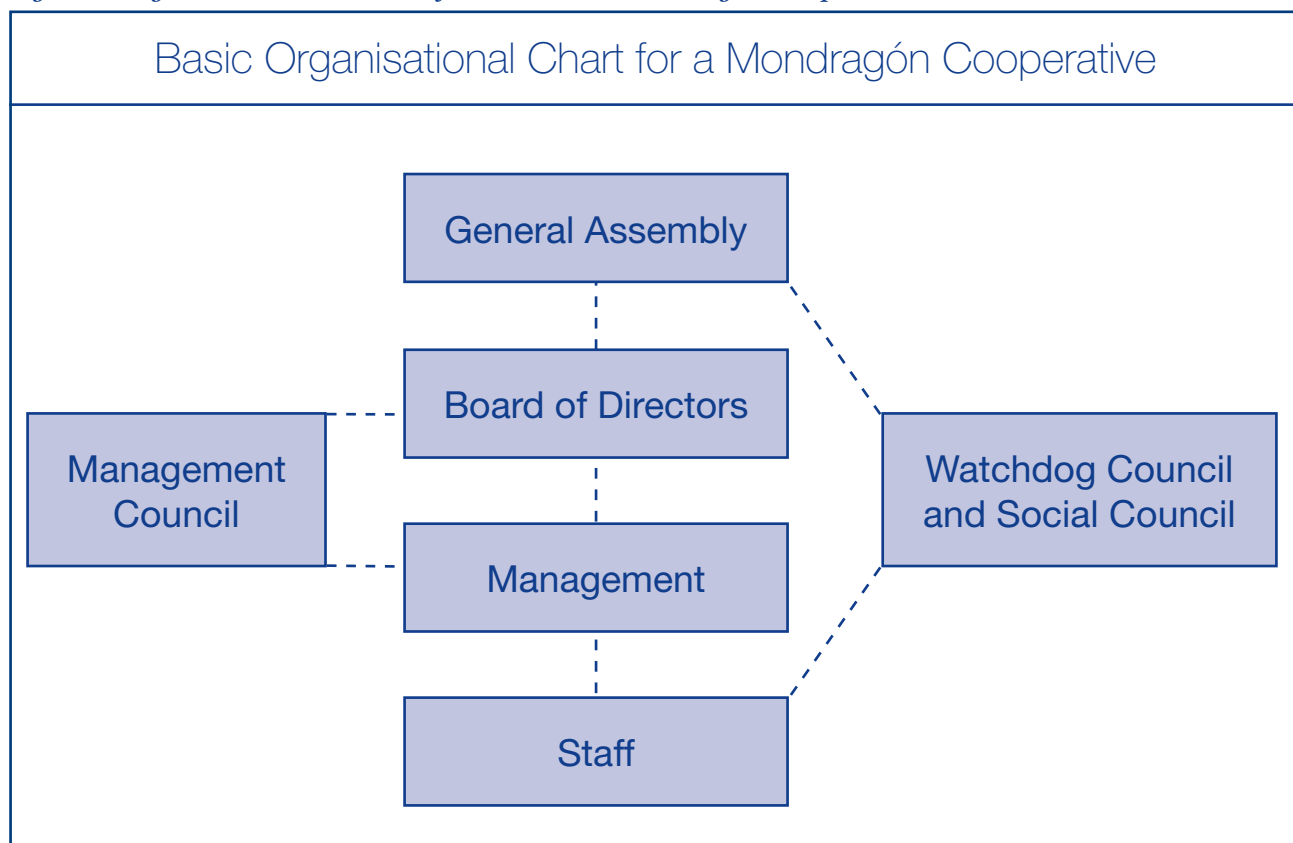 Basic Organisational Chart for a Mondragón Cooperative
General Assembly
Board of Directors
Management
Council
Watchdog Council
and Social Council
Management
Staff